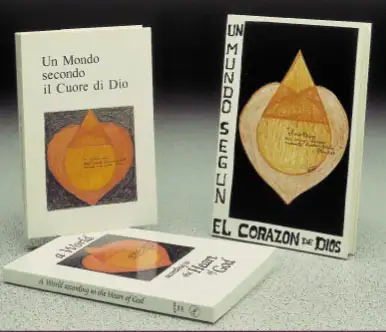 Un Mondo
secondo
il Cuore di Dio
UN MUNDO SEGUN
EL CORAZON DE DIOS
a World
according to
the Heart
of God
A World according to the Heart of God